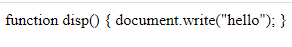 function disp() { document.write("hello"); }